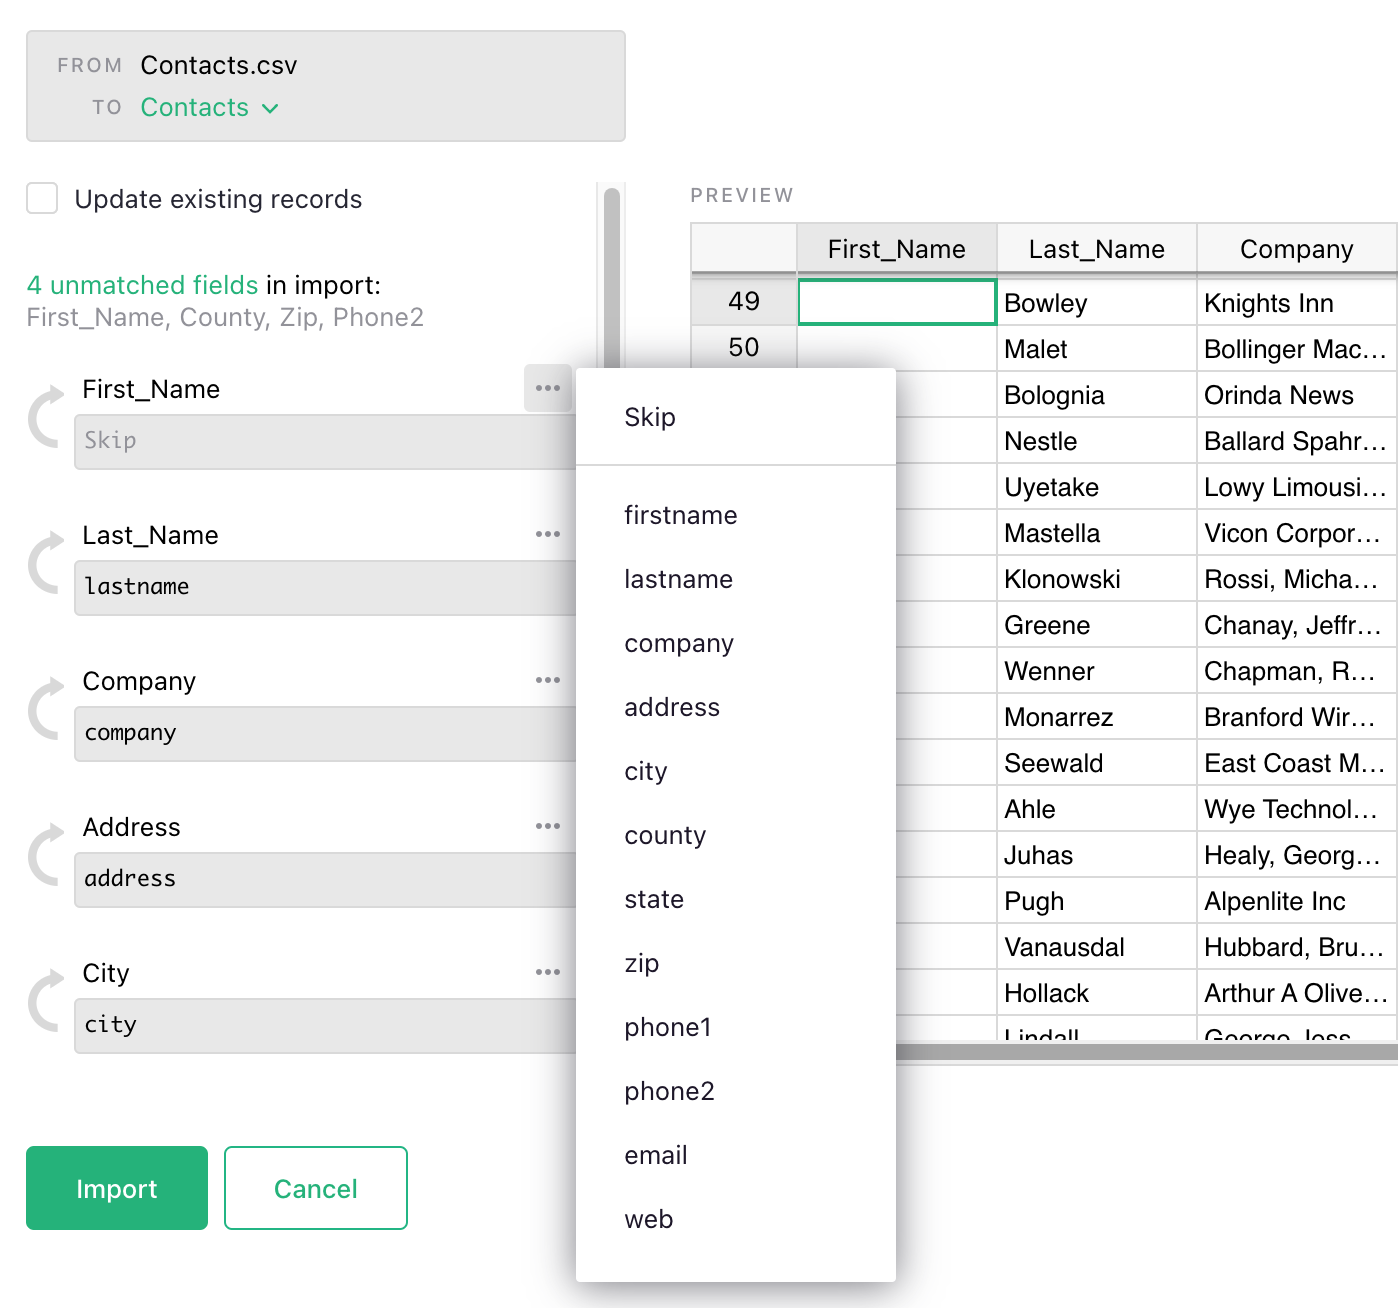 FROM Contacts.csv
TO Contacts
Update existing records
4 unmatched fields in import:
First_Name, County, Zip, Phone2
First_Name
Skip
Last_Name
lastname
Company
company
Address
address
City
city
Import Cancel
Skip
firstname
lastname
company
address
city
county
state
zip
phone1
phone2
email
web
PREVIEW
First_Name Last_Name Company
49 Bowley Knights Inn
50 Malet Bollinger Mac...
Bolognia Orinda News
Nestle Ballard Spahr...
Uyetake Lowy Limousi...
Mastella Vicon Corpor...
Klonowski Rossi, Micha...
Greene Chanay, Jeffr...
Wenner Chapman, R...
Monarrez Branford Wir...
Seewald East Coast M...
Ahle Wye Technol...
Juhas Healy, Georg...
Pugh Alpenlite Inc
Vanausdal Hubbard, Bru...
Hollack Arthur A Olive...
Lindall George Jess